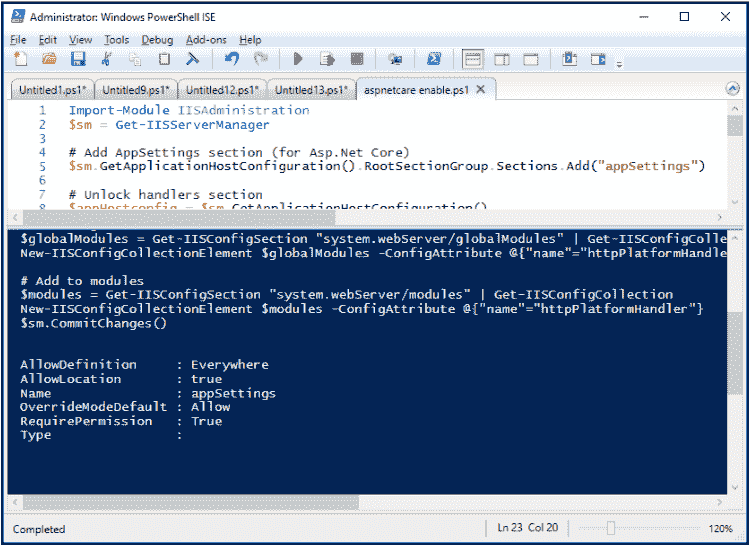 Administrator: Windows PowerShell ISE
File Edit View Tools Debug Add-ons Help
Untitled1.ps1* Untitled9.ps1* Untitled12.ps1* Untitled13.ps1* aspnetcare enable.ps1 X
1 Import-Module IISAdministration
2 $sm = Get-IISServerManager
3
4 # Add AppSettings section (for Asp.Net Core)
5 $sm.GetApplicationHostConfiguration().RootSectionGroup.Sections.Add("appSettings")
6
7 # Unlock handlers section
8 $appHostconfig = $sm.GetApplicationHostConfiguration()
$globalModules = Get-IISConfigSection "system.webServer/globalModules" | Get-IISConfigColle
New-IISConfigCollectionElement $globalModules -ConfigAttribute @{"name"="httpPlatformHandle
# Add to modules
$modules = Get-IISConfigSection "system.webServer/modules" | Get-IISConfigCollection
New-IISConfigCollectionElement $modules -ConfigAttribute @{"name"="httpPlatformHandler"}
$sm.CommitChanges()
AllowDefinition : Everywhere
AllowLocation : true
Name : appSettings
OverrideModeDefault : Allow
RequirePermission : True
Type :
Completed Ln 23 Col 20 120%